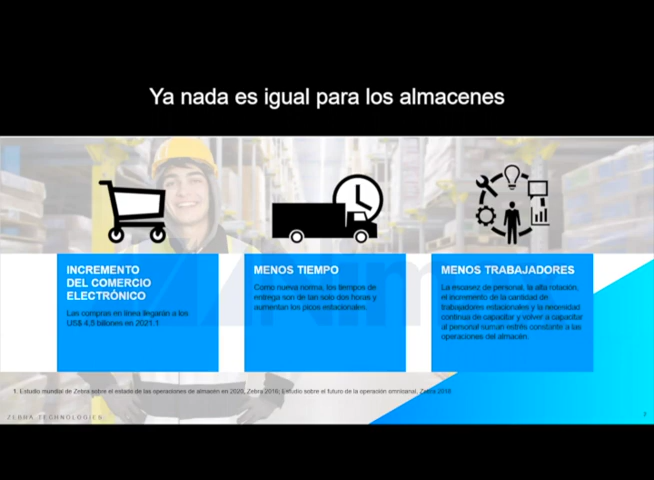 Ya nada es igual para los almacenes
INCREMENTO
DEL COMERCIO
ELECTRÓNICO
Las compras en línea llegarán a los
US$ 4,5 billones en 2021.1
MENOS TIEMPO
Como nueva norma, los tiempos de
entrega son de tan solo dos horas y
aumentan los picos estacionales.
MENOS TRABAJADORES
La escasez de personal, la alta rotación,
el incremento de la cantidad de
trabajadores estacionales y la necesidad
continua de capacitar y volver a capacitar
al personal suman estrés constante a las
operaciones del almacén.
1. Estudio mundial de Zebra sobre el estado de las operaciones de almacén en 2020, Zebra 2016; Estudio sobre el futuro de la operación omnicanal, Zebra 2018.
ZEBRA TECHNOLOGIES
7